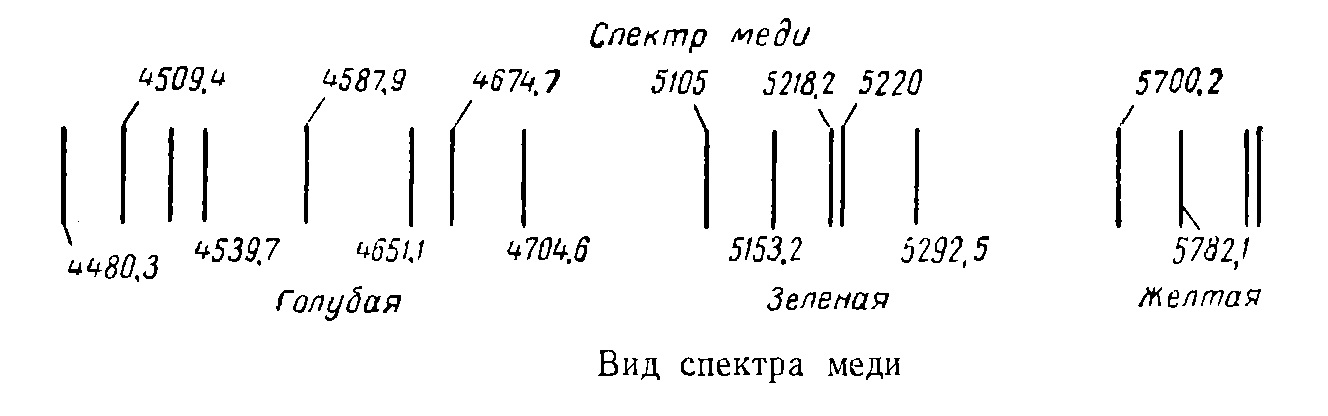 Спектр меди
4509,4 4587,9 4674,7 5105 5218,2 5220 5700,2
4480,3 4539,7 4651,1 4704,6 5153,2 5292,5 5782,1
Голубая Зеленая Желтая
Вид спектра меди